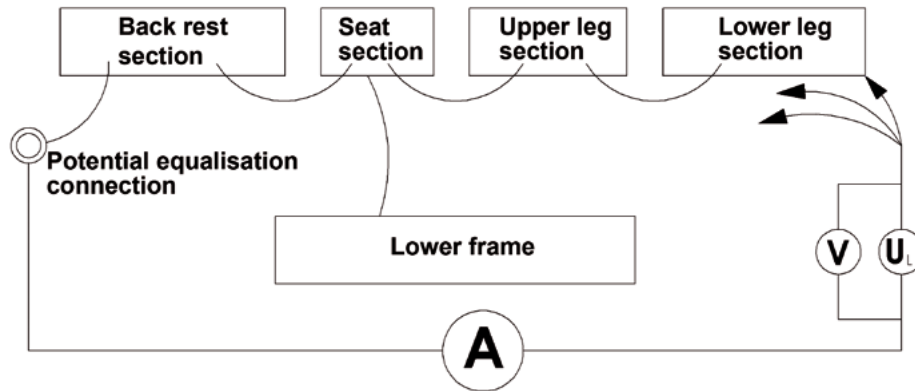 Back rest
section
Seat
section
Upper leg
section
Lower leg
section
Potential equalisation
connection
Lower frame
V
UL
A